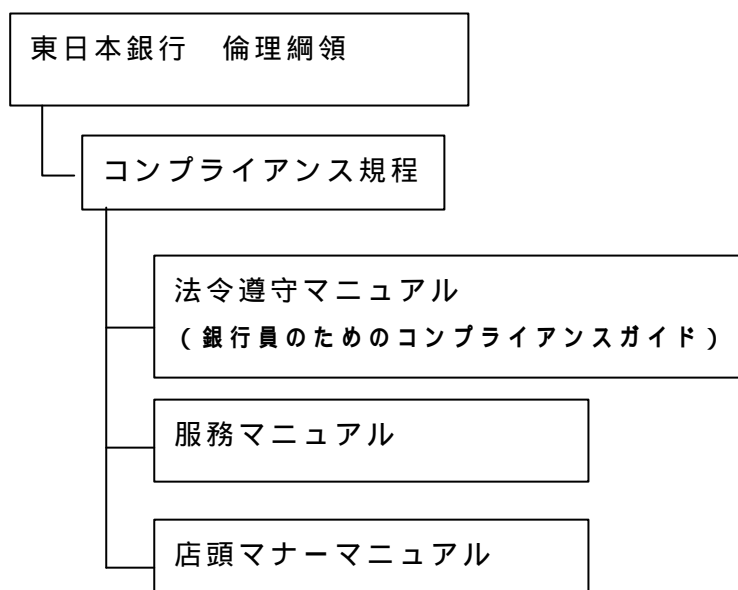 東日本銀行　倫理綱領
コンプライアンス規程
法令遵守マニュアル
（銀行員のためのコンプライアンスガイド）
服務マニュアル
店頭マナーマニュアル